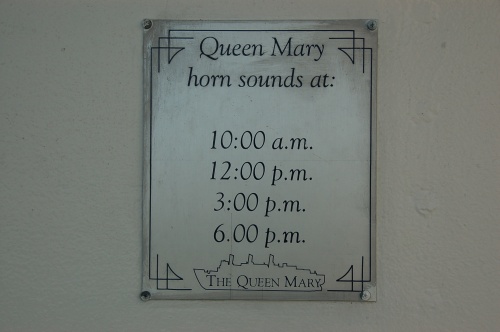 Queen Mary
horn sounds at:
10:00 a.m.
12:00 p.m.
3:00 p.m.
6.00 p.m.
THE QUEEN MARY